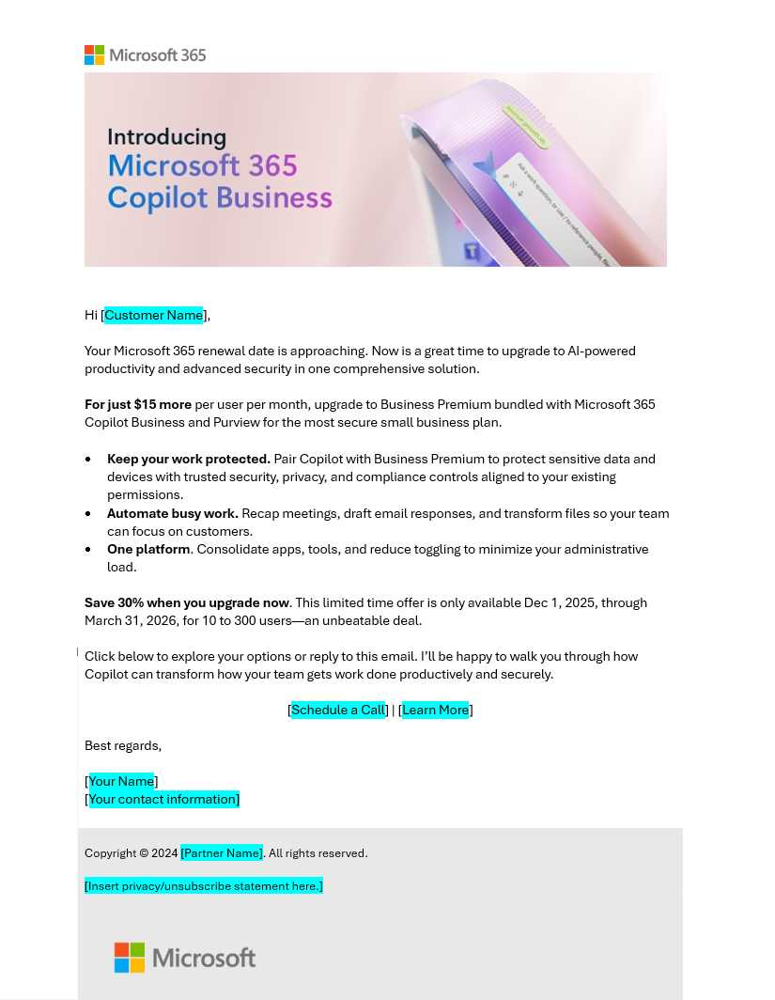 Microsoft 365
Introducing
Microsoft 365
Copilot Business
Ask a work question, or use / to reference people, files
Hi [Customer Name],
Your Microsoft 365 renewal date is approaching. Now is a great time to upgrade to AI-powered
productivity and advanced security in one comprehensive solution.
For just $15 more per user per month, upgrade to Business Premium bundled with Microsoft 365
Copilot Business and Purview for the most secure small business plan.
• Keep your work protected. Pair Copilot with Business Premium to protect sensitive data and
devices with trusted security, privacy, and compliance controls aligned to your existing
permissions.
• Automate busy work. Recap meetings, draft email responses, and transform files so your team
can focus on customers.
• One platform. Consolidate apps, tools, and reduce toggling to minimize your administrative
load.
Save 30% when you upgrade now. This limited time offer is only available Dec 1, 2025, through
March 31, 2026, for 10 to 300 users—an unbeatable deal.
Click below to explore your options or reply to this email. I’ll be happy to walk you through how
Copilot can transform how your team gets work done productively and securely.
[Schedule a Call] | [Learn More]
Best regards,
[Your Name]
[Your contact information]
Copyright © 2024 [Partner Name]. All rights reserved.
[Insert privacy/unsubscribe statement here.]
Microsoft